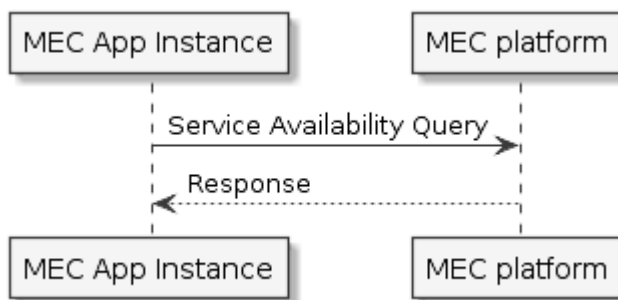 MEC App Instance
MEC platform
Service Availability Query
Response
MEC App Instance
MEC platform